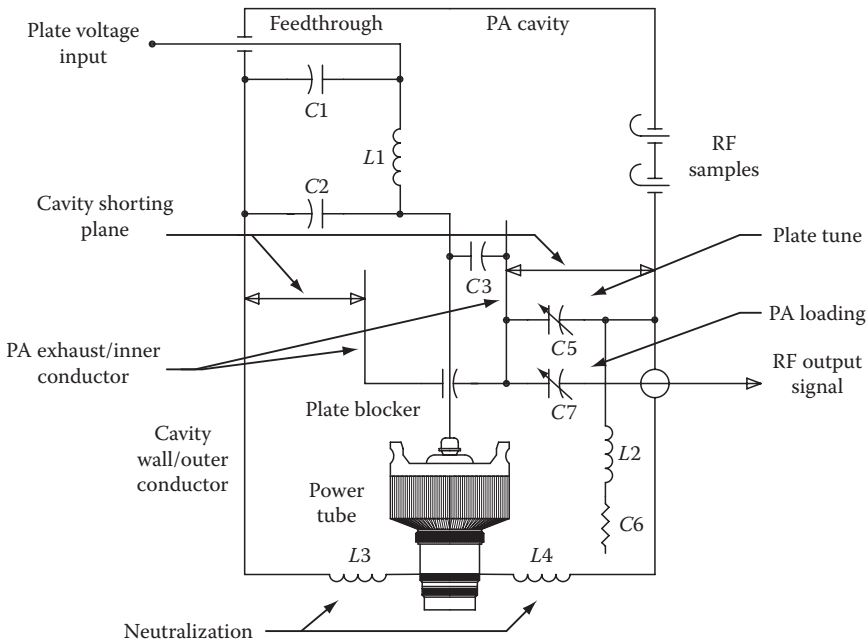 Plate voltage
input
Feedthrough
PA cavity
C1
L1
RF
samples
C2
Cavity shorting
plane
Plate tune
C3
PA loading
PA exhaust/inner
conductor
C5
RF output
signal
Plate blocker
C7
Cavity
wall/outer
conductor
L2
Power
tube
C6
L3
L4
Neutralization